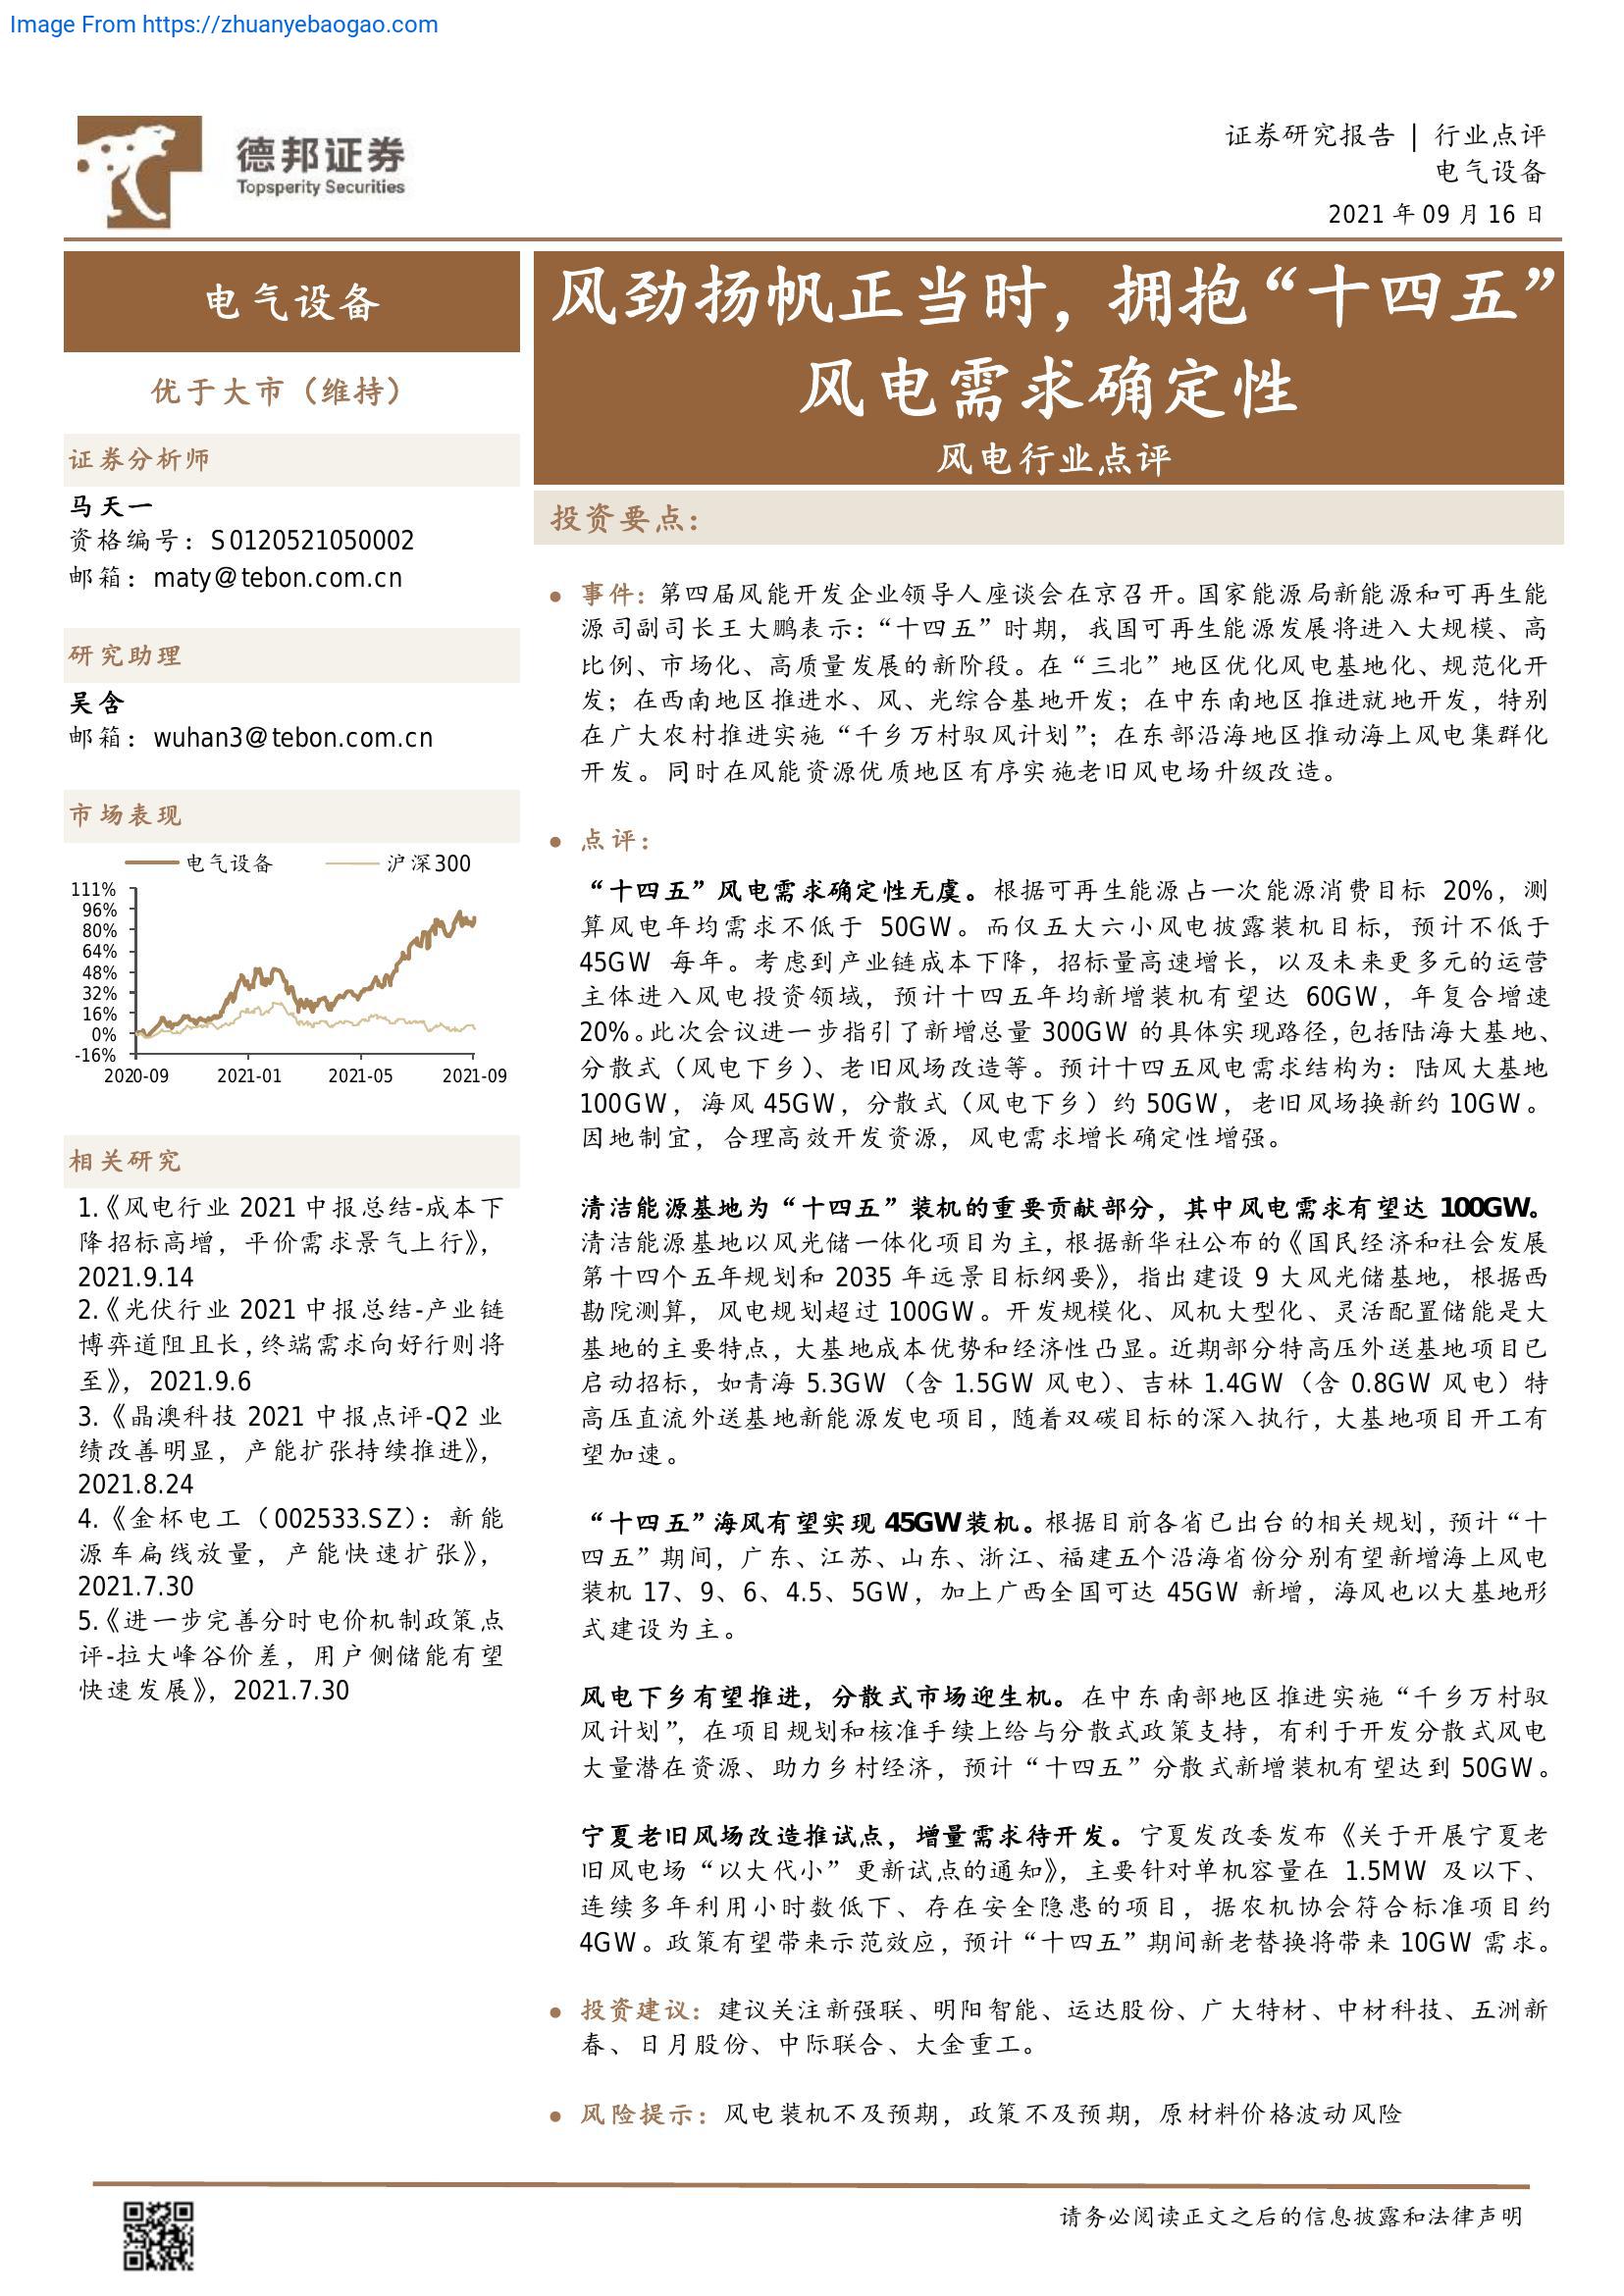 Image From https://zhuanyebaogao.com
德邦证券
Topsperity Securities
证券研究报告 | 行业点评
电气设备
2021 年 09 月 16 日
电气设备
优于大市（维持）
证券分析师
马天一
资格编号：S0120521050002
邮箱：maty@tebon.com.cn
研究助理
吴含
邮箱：wuhan3@tebon.com.cn
市场表现
电气设备 沪深300
111%
96%
80%
64%
48%
32%
16%
0%
-16%
2020-09 2021-01 2021-05 2021-09
相关研究
1.《风电行业 2021 中报总结-成本下
降招标高增，平价需求景气上行》，
2021.9.14
2.《光伏行业 2021 中报总结-产业链
博弈道阻且长，终端需求向好行则将
至》，2021.9.6
3.《晶澳科技 2021 中报点评-Q2 业
绩改善明显，产能扩张持续推进》，
2021.8.24
4.《金杯电工（002533.SZ）：新能
源车扁线放量，产能快速扩张》，
2021.7.30
5.《进一步完善分时电价机制政策点
评-拉大峰谷价差，用户侧储能有望
快速发展》，2021.7.30
风劲扬帆正当时，拥抱“十四五”
风电需求确定性
风电行业点评
投资要点：
● 事件：第四届风能开发企业领导人座谈会在京召开。国家能源局新能源和可再生能
源司副司长王大鹏表示：“十四五”时期，我国可再生能源发展将进入大规模、高
比例、市场化、高质量发展的新阶段。在“三北”地区优化风电基地化、规范化开
发；在西南地区推进水、风、光综合基地开发；在中东南地区推进就地开发，特别
在广大农村推进实施“千乡万村驭风计划”；在东部沿海地区推动海上风电集群化
开发。同时在风能资源优质地区有序实施老旧风电场升级改造。
● 点评：
“十四五”风电需求确定性无虞。根据可再生能源占一次能源消费目标 20%，测
算风电年均需求不低于 50GW。而仅五大六小风电披露装机目标，预计不低于
45GW 每年。考虑到产业链成本下降，招标量高速增长，以及未来更多元的运营
主体进入风电投资领域，预计十四五年均新增装机有望达 60GW，年复合增速
20%。此次会议进一步指引了新增总量 300GW 的具体实现路径，包括陆海大基地、
分散式（风电下乡）、老旧风场改造等。预计十四五风电需求结构为：陆风大基地
100GW，海风 45GW，分散式（风电下乡）约 50GW，老旧风场换新约 10GW。
因地制宜，合理高效开发资源，风电需求增长确定性增强。
清洁能源基地为“十四五”装机的重要贡献部分，其中风电需求有望达 100GW。
清洁能源基地以风光储一体化项目为主，根据新华社公布的《国民经济和社会发展
第十四个五年规划和 2035 年远景目标纲要》，指出建设 9 大风光储基地，根据西
勘院测算，风电规划超过 100GW。开发规模化、风机大型化、灵活配置储能是大
基地的主要特点，大基地成本优势和经济性凸显。近期部分特高压外送基地项目已
启动招标，如青海 5.3GW（含 1.5GW 风电）、吉林 1.4GW（含 0.8GW 风电）特
高压直流外送基地新能源发电项目，随着双碳目标的深入执行，大基地项目开工有
望加速。
“十四五”海风有望实现 45GW装机。根据目前各省已出台的相关规划，预计“十
四五”期间，广东、江苏、山东、浙江、福建五个沿海省份分别有望新增海上风电
装机 17、9、6、4.5、5GW，加上广西全国可达 45GW 新增，海风也以大基地形
式建设为主。
风电下乡有望推进，分散式市场迎生机。在中东南部地区推进实施“千乡万村驭
风计划”，在项目规划和核准手续上给与分散式政策支持，有利于开发分散式风电
大量潜在资源、助力乡村经济，预计“十四五”分散式新增装机有望达到 50GW。
宁夏老旧风场改造推试点，增量需求待开发。宁夏发改委发布《关于开展宁夏老
旧风电场“以大代小”更新试点的通知》，主要针对单机容量在 1.5MW 及以下、
连续多年利用小时数低下、存在安全隐患的项目，据农机协会符合标准项目约
4GW。政策有望带来示范效应，预计“十四五”期间新老替换将带来 10GW 需求。
● 投资建议：建议关注新强联、明阳智能、运达股份、广大特材、中材科技、五洲新
春、日月股份、中际联合、大金重工。
● 风险提示：风电装机不及预期，政策不及预期，原材料价格波动风险
请务必阅读正文之后的信息披露和法律声明